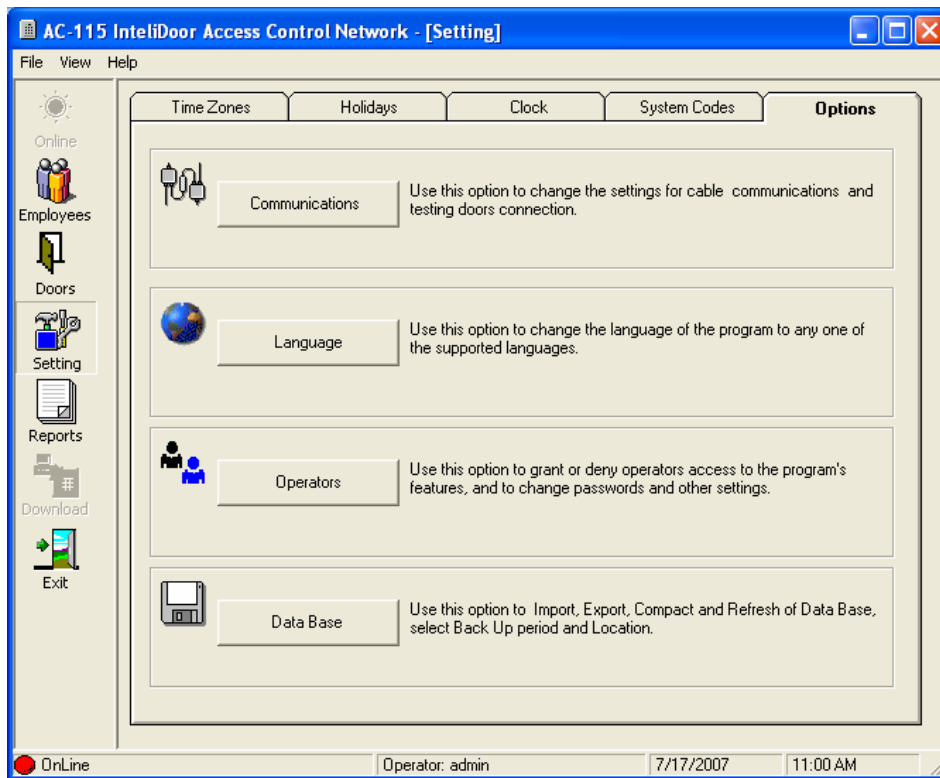 AC-115 InteliDoor Access Control Network - [Setting]
File View Help
Online
Employees
Doors
Setting
Reports
Download
Exit
Time Zones Holidays Clock System Codes Options
Communications
Use this option to change the settings for cable communications and
testing doors connection.
Language
Use this option to change the language of the program to any one of
the supported languages.
Operators
Use this option to grant or deny operators access to the program's
features, and to change passwords and other settings.
Data Base
Use this option to Import, Export, Compact and Refresh of Data Base,
select Back Up period and Location.
OnLine Operator: admin 7/17/2007 11:00 AM